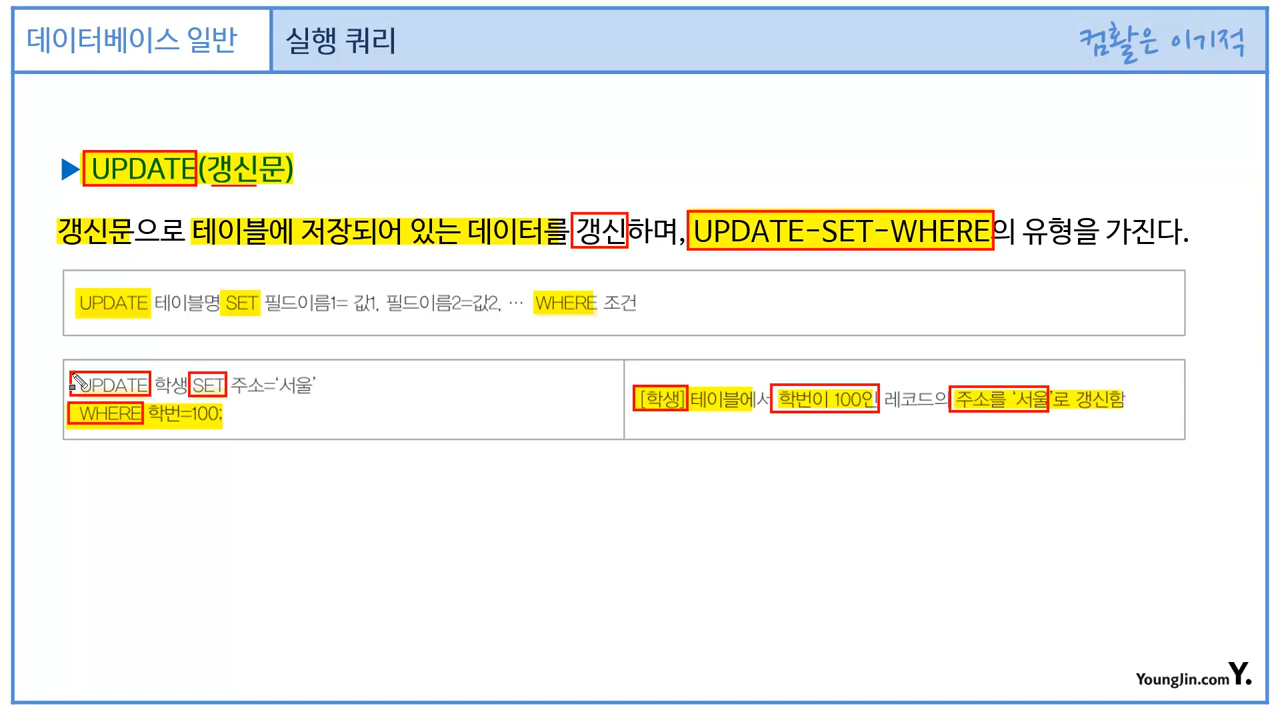 데이터베이스 일반
실행 쿼리
컴활은 이기적
▶UPDATE(갱신문)
갱신문으로 테이블에 저장되어 있는 데이터를 갱신하며, UPDATE-SET-WHERE의 유형을 가진다.
UPDATE 테이블명 SET 필드이름1= 값1, 필드이름2=값2, … WHERE 조건
UPDATE 학생 SET 주소=‘서울’
WHERE 학번=100;
[학생] 테이블에서 학번이 100인 레코드의 주소를 ‘서울’로 갱신함
YoungJin.com Y.